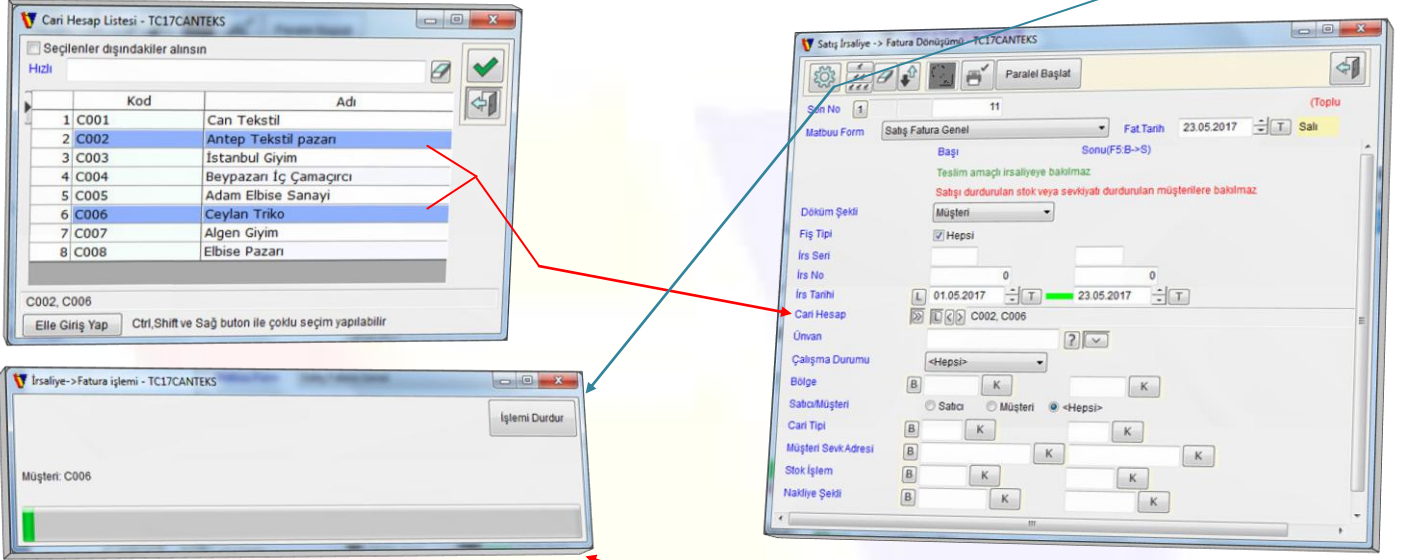 Cari Hesap Listesi - TC17CANTEKS
Seçilenler dışındakiler alınsın
Hızlı
Kod Adı
1 C001 Can Tekstil
2 C002 Antep Tekstil pazarı
3 C003 İstanbul Giyim
4 C004 Beypazarı İç Çamaşırcı
5 C005 Adam Elbise Sanayi
6 C006 Ceylan Triko
7 C007 Algen Giyim
8 C008 Elbise Pazarı
C002, C006
Elle Giriş Yap Ctrl,Shift ve Sağ buton ile çoklu seçim yapılabilir
İrsaliye->Fatura işlemi - TC17CANTEKS
İşlemi Durdur
Müşteri: C006
Satış İrsaliye -> Fatura Dönüşümü - TC17CANTEKS
Paralel Başlat
Son No 1 11 (Toplu
Matbuu Form Satış Fatura Genel Fat.Tarih 23.05.2017 T Salı
Başı Sonu(F5:B->S)
Teslim amaçlı irsaliyeye bakılmaz
Satışı durdurulan stok veya sevkiyatı durdurulan müşterilere bakılmaz
Döküm Şekli Müşteri
Fiş Tipi Hepsi
İrs Seri
İrs No 0 0
İrs Tarihi L 01.05.2017 T 23.05.2017 T
Cari Hesap L C002, C006
Ünvan ?
Çalışma Durumu <Hepsi>
Bölge B K K
Satıcı/Müşteri Satıcı Müşteri <Hepsi>
Cari Tipi B K K
Müşteri Sevk Adresi B K K
Stok İşlem B K K
Nakliye Şekli B K K